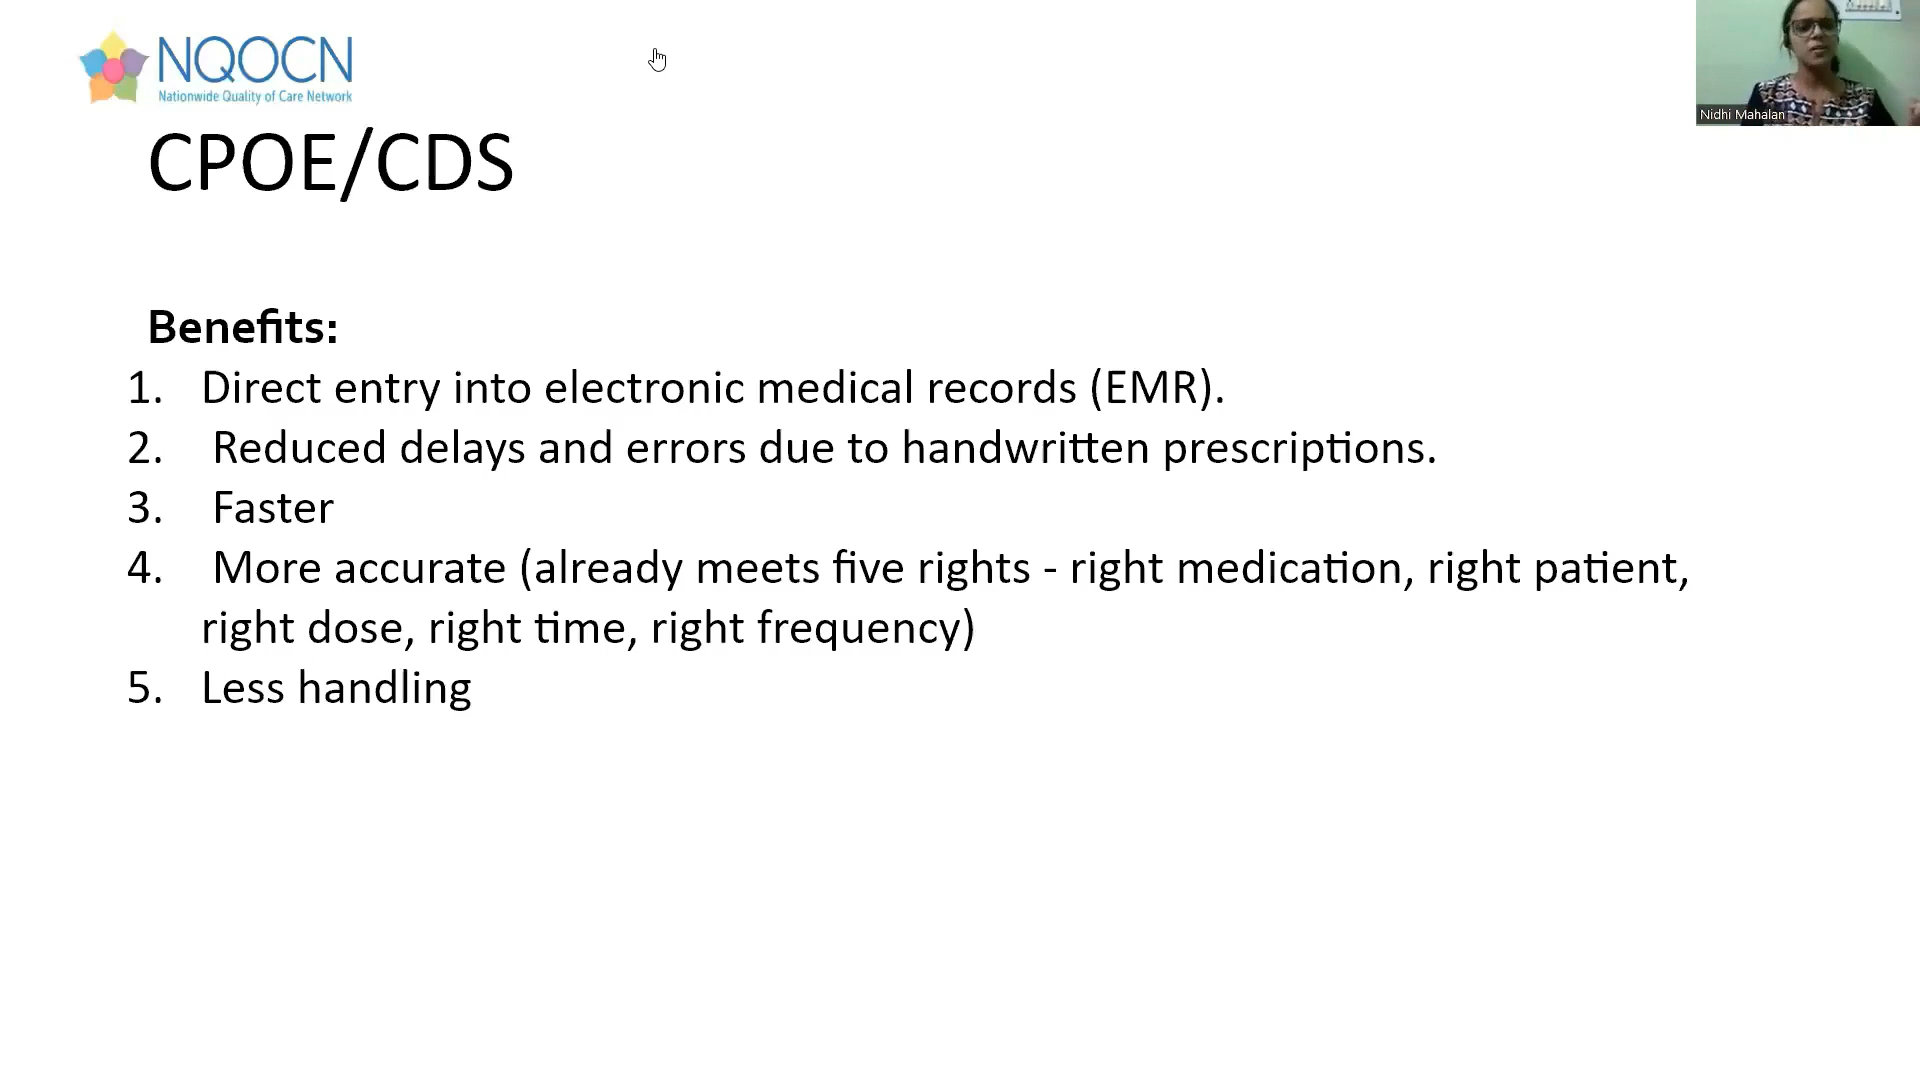 NQOCN
Nationwide Quality of Care Network
Nidhi Mahalan
CPOE/CDS
Benefits:
1. Direct entry into electronic medical records (EMR).
2. Reduced delays and errors due to handwritten prescriptions.
3. Faster
4. More accurate (already meets five rights - right medication, right patient,
right dose, right time, right frequency)
5. Less handling